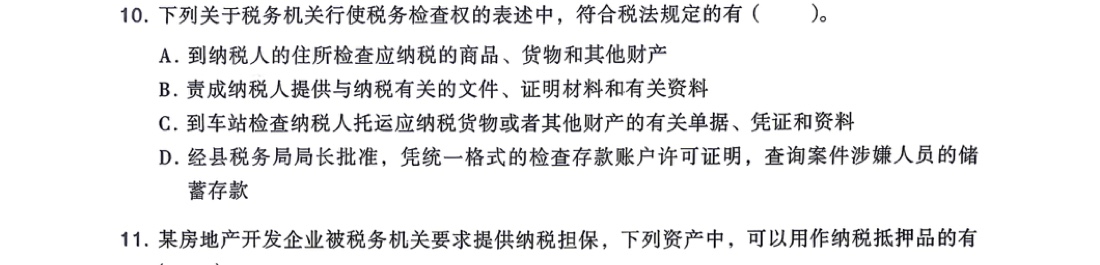 10. 下列关于税务机关行使税务检查权的表述中，符合税法规定的有（　　）。
A. 到纳税人的住所检查应纳税的商品、货物和其他财产
B. 责成纳税人提供与纳税有关的文件、证明材料和有关资料
C. 到车站检查纳税人托运应纳税货物或者其他财产的有关单据、凭证和资料
D. 经县税务局局长批准，凭统一格式的检查存款账户许可证明，查询案件涉嫌人员的储
蓄存款
11. 某房地产开发企业被税务机关要求提供纳税担保，下列资产中，可以用作纳税抵押品的有